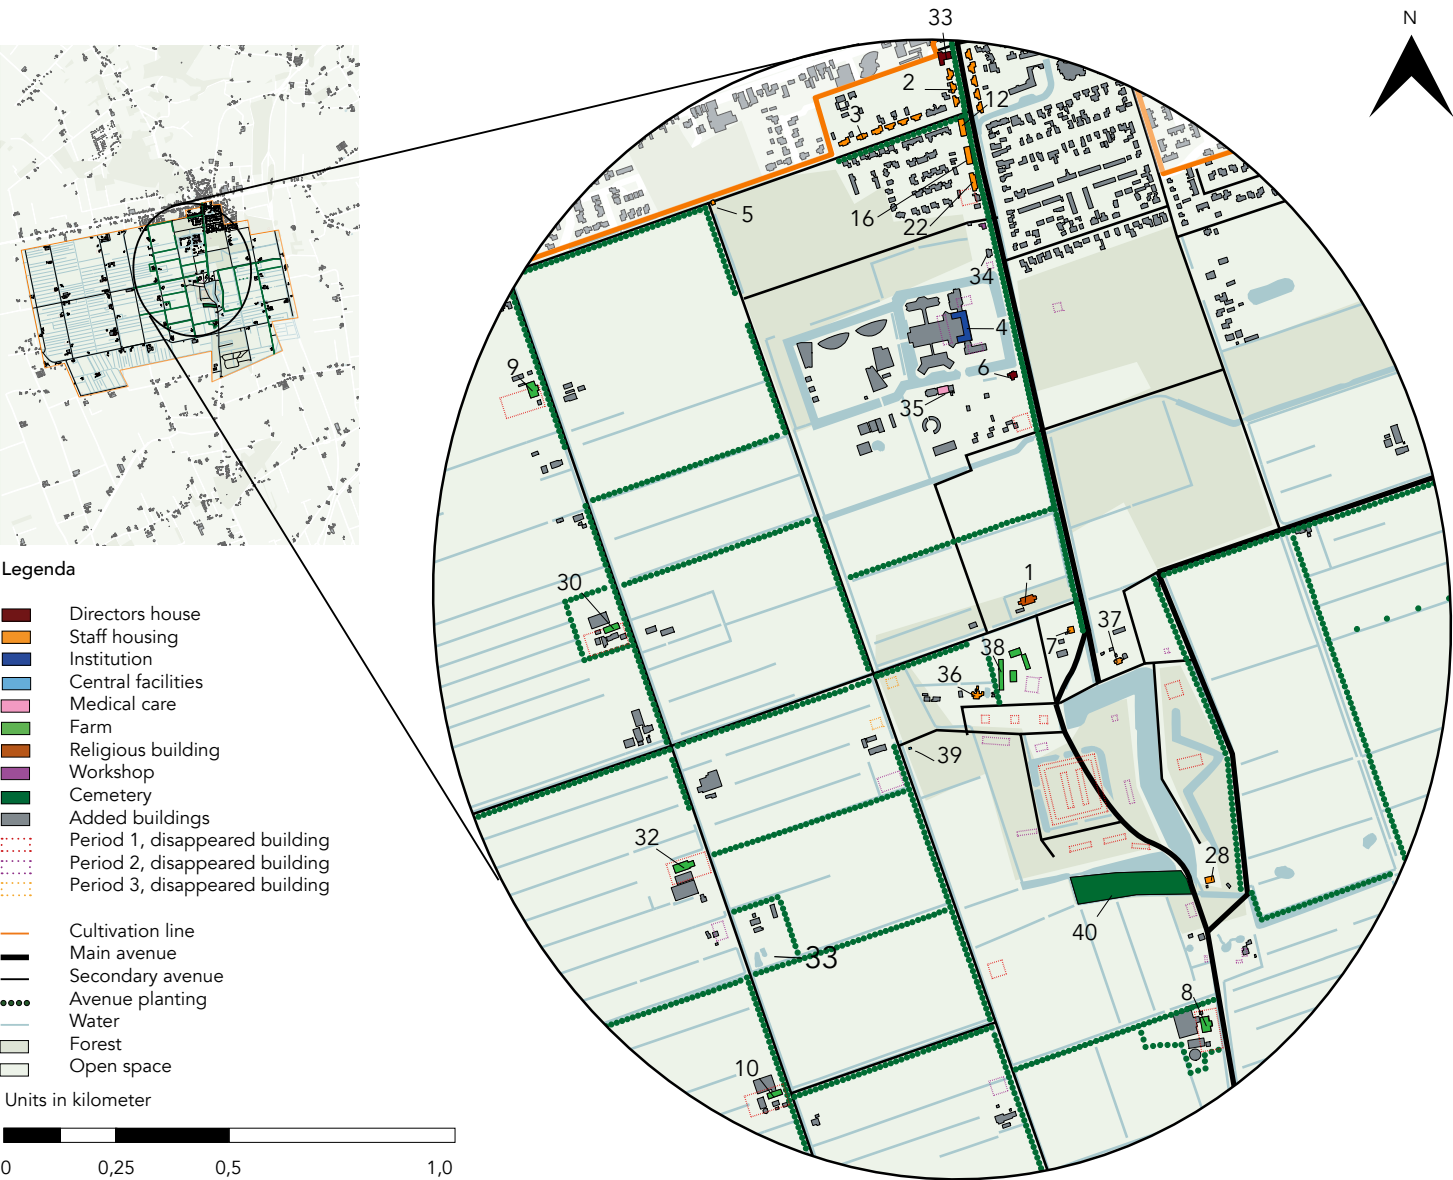 33
N
2
12
3
5
16
22
34
4
6
9
35
Legenda
1
30
Directors house
Staff housing
37
Institution
7
38
36
Central facilities
Medical care
Farm
Religious building
39
Workshop
Cemetery
Added buildings
Period 1, disappeared building
32
28
Period 2, disappeared building
Period 3, disappeared building
40
Cultivation line
33
Main avenue
Secondary avenue
8
Avenue planting
Water
Forest
Open space
10
Units in kilometer
0 0,25 0,5 1,0